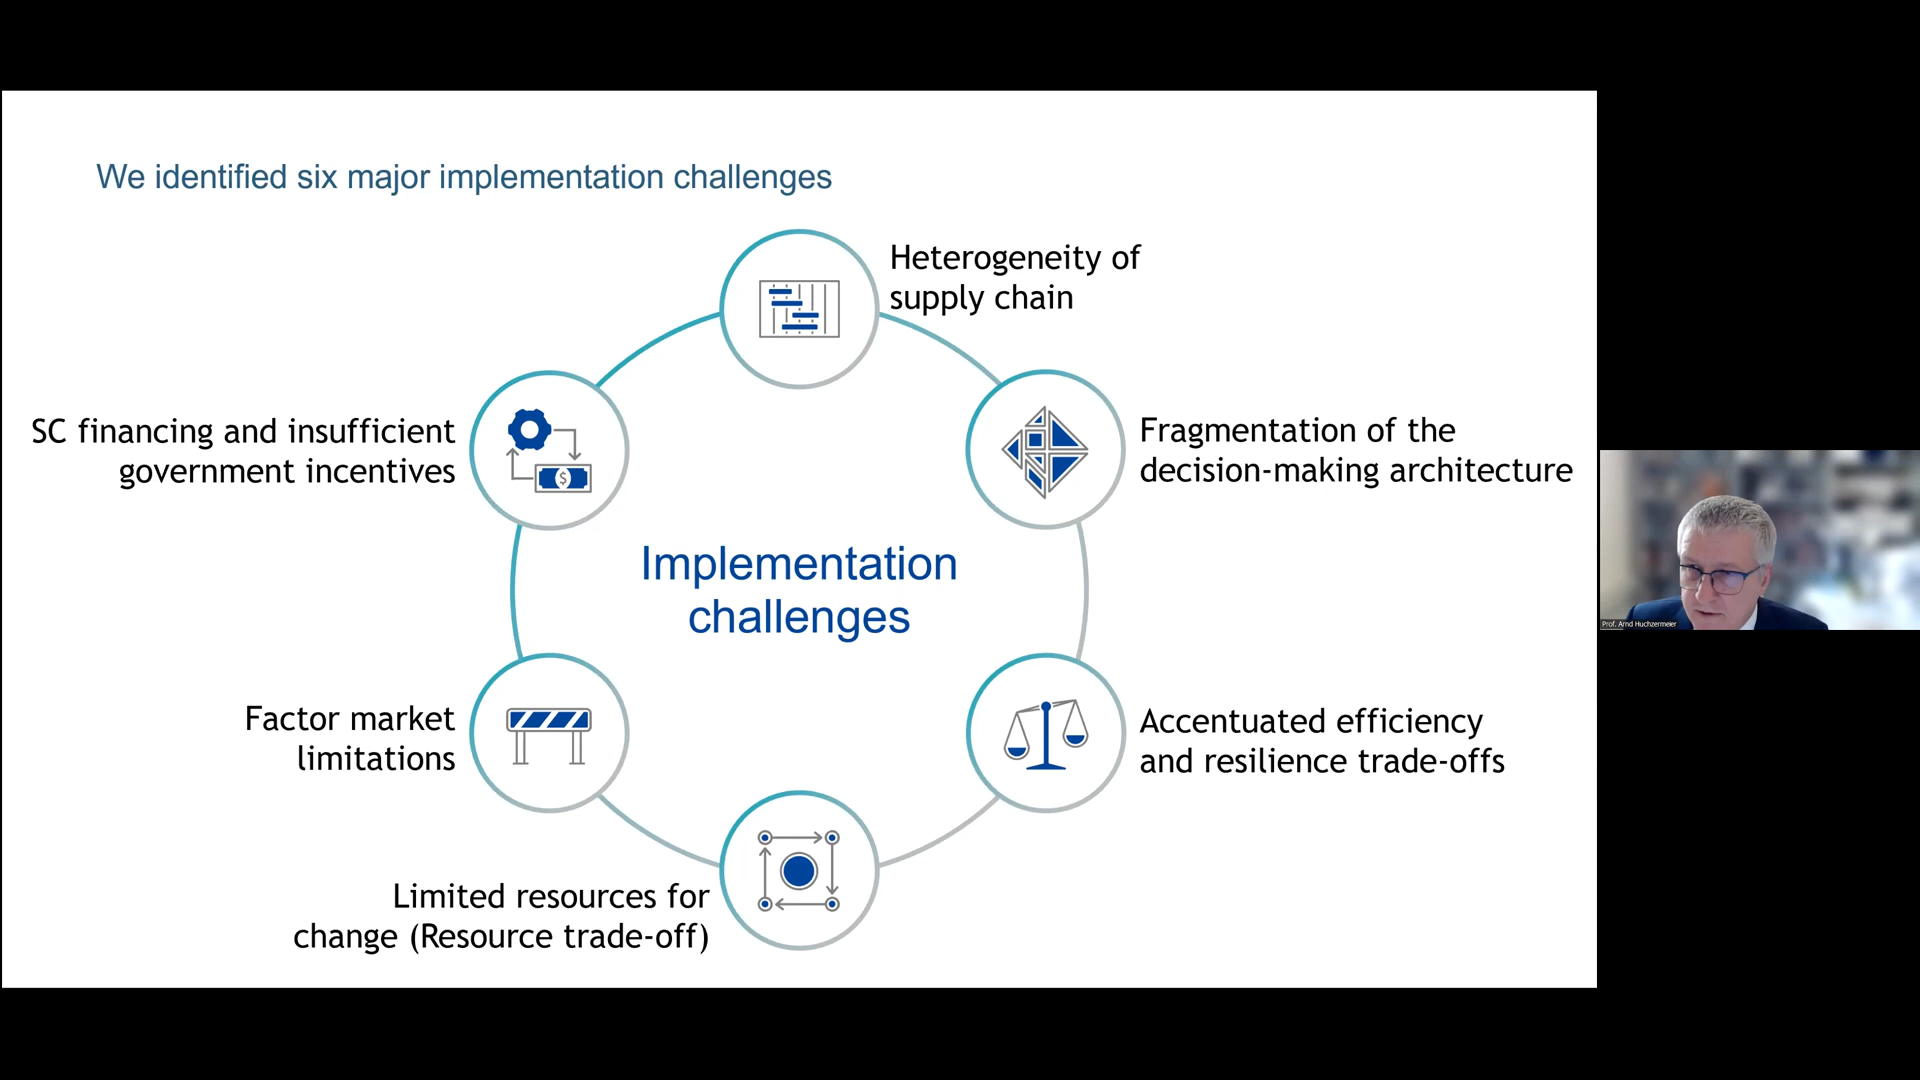 We identified six major implementation challenges
Heterogeneity of
supply chain
SC financing and insufficient
government incentives
$
Fragmentation of the
decision-making architecture
Implementation
challenges
Factor market
limitations
Accentuated efficiency
and resilience trade-offs
Limited resources for
change (Resource trade-off)
Prof. Arnd Huchzermeier